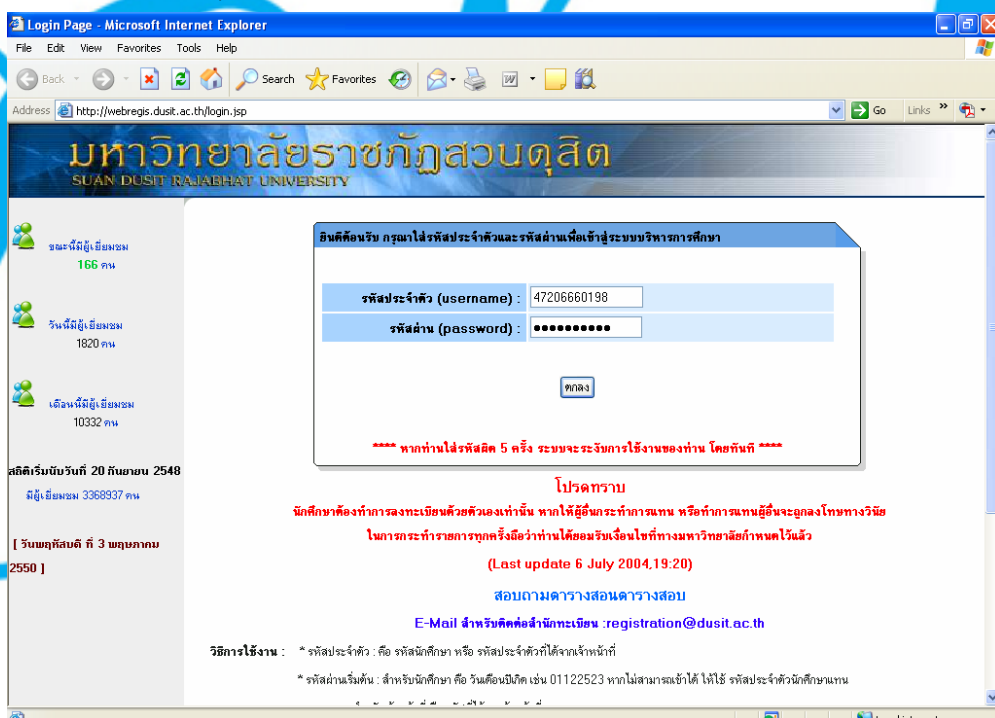 Login Page - Microsoft Internet Explorer
File Edit View Favorites Tools Help
Back Search Favorites
Address http://webregis.dusit.ac.th/login.jsp Go Links »
มหาวิทยาลัยราชภัฏสวนดุสิต
SUAN DUSIT RAJABHAT UNIVERSITY
ขณะนี้มีผู้เยี่ยมชม
166 คน
วันนี้มีผู้เยี่ยมชม
1820 คน
เดือนนี้มีผู้เยี่ยมชม
10332 คน
สถิติเริ่มนับวันที่ 20 กันยายน 2548
มีผู้เยี่ยมชม 3368937 คน
[ วันพฤหัสบดี ที่ 3 พฤษภาคม
2550 ]
ยินดีต้อนรับ กรุณาใส่รหัสประจำตัวและรหัสผ่านเพื่อเข้าสู่ระบบบริหารการศึกษา
รหัสประจำตัว (username) : 47206660198
รหัสผ่าน (password) : ●●●●●●●●●●
ตกลง
**** หากท่านใส่รหัสผิด 5 ครั้ง ระบบจะระงับการใช้งานของท่าน โดยทันที ****
โปรดทราบ
นักศึกษาต้องทำการลงทะเบียนด้วยตัวเองเท่านั้น หากให้ผู้อื่นกระทำการแทน หรือทำการแทนผู้อื่นจะถูกลงโทษทางวินัย
ในการกระทำรายการทุกครั้งถือว่าท่านได้ยอมรับเงื่อนไขที่ทางมหาวิทยาลัยกำหนดไว้แล้ว
(Last update 6 July 2004,19:20)
สอบถามตารางสอนตารางสอบ
E-Mail สำหรับติดต่อสำนักทะเบียน :registration@dusit.ac.th
วิธีการใช้งาน : * รหัสประจำตัว : คือ รหัสนักศึกษา หรือ รหัสประจำตัวที่ได้จากเจ้าหน้าที่
* รหัสผ่านเริ่มต้น : สำหรับนักศึกษา คือ วันเดือนปีเกิด เช่น 01122523 หากไม่สามารถเข้าได้ ให้ใช้ รหัสประจำตัวนักศึกษาแทน